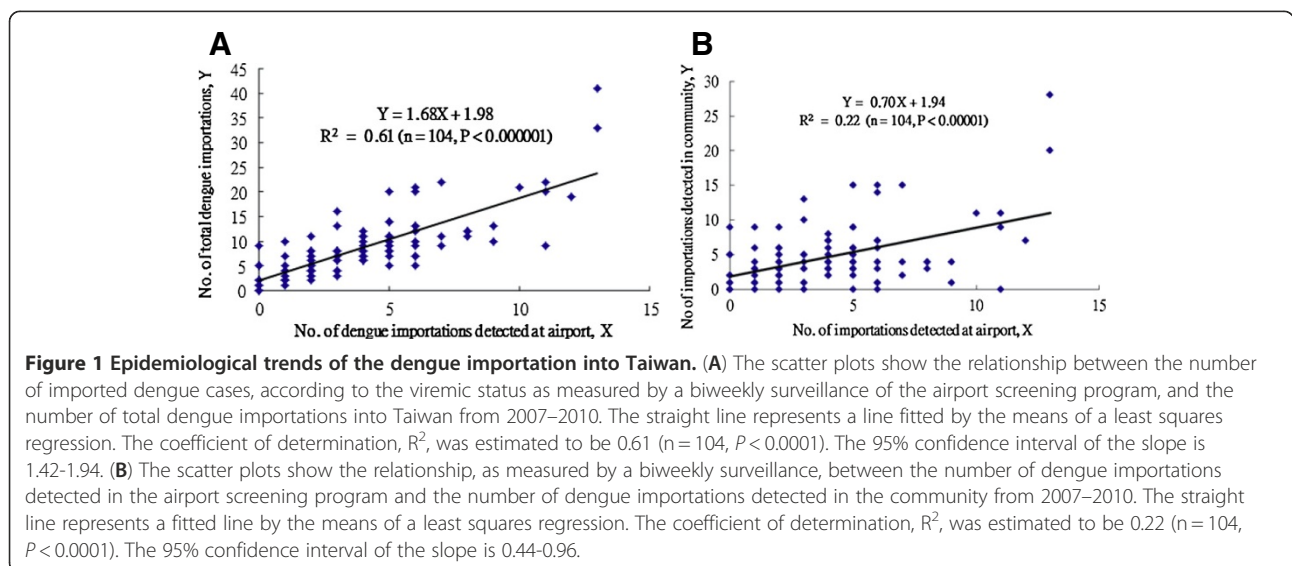 A
B
45
40
35
30
25
20
15
10
5
0
No. of total dengue importations, Y
Y = 1.68X + 1.98
R² = 0.61 (n = 104, P < 0.000001)
0 5 10 15
No. of dengue importations detected at airport, X
30
25
20
15
10
5
0
No of importations detected in community, Y
Y = 0.70X + 1.94
R² = 0.22 (n = 104, P < 0.00001)
0 5 10 15
No. of importations detected at airport, X
Figure 1 Epidemiological trends of the dengue importation into Taiwan. (A) The scatter plots show the relationship between the number
of imported dengue cases, according to the viremic status as measured by a biweekly surveillance of the airport screening program, and the
number of total dengue importations into Taiwan from 2007–2010. The straight line represents a line fitted by the means of a least squares
regression. The coefficient of determination, R², was estimated to be 0.61 (n = 104, P < 0.0001). The 95% confidence interval of the slope is
1.42-1.94. (B) The scatter plots show the relationship, as measured by a biweekly surveillance, between the number of dengue importations
detected in the airport screening program and the number of dengue importations detected in the community from 2007–2010. The straight
line represents a fitted line by the means of a least squares regression. The coefficient of determination, R², was estimated to be 0.22 (n = 104,
P < 0.0001). The 95% confidence interval of the slope is 0.44-0.96.